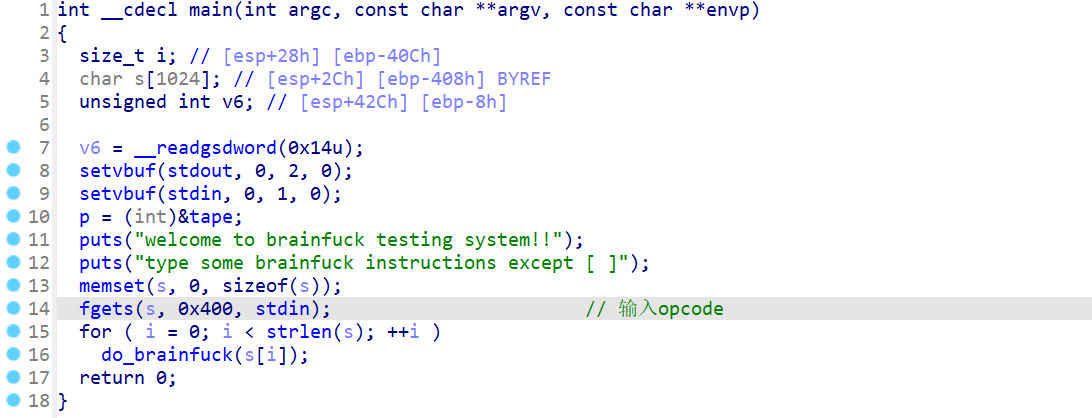 1 int __cdecl main(int argc, const char **argv, const char **envp)
2 {
3 size_t i; // [esp+28h] [ebp-40Ch]
4 char s[1024]; // [esp+2Ch] [ebp-408h] BYREF
5 unsigned int v6; // [esp+42Ch] [ebp-8h]
6
7 v6 = __readgsdword(0x14u);
8 setvbuf(stdout, 0, 2, 0);
9 setvbuf(stdin, 0, 1, 0);
10 p = (int)&tape;
11 puts("welcome to brainfuck testing system!!");
12 puts("type some brainfuck instructions except [ ]");
13 memset(s, 0, sizeof(s));
14 fgets(s, 0x400, stdin); // 输入opcode
15 for ( i = 0; i < strlen(s); ++i )
16 do_brainfuck(s[i]);
17 return 0;
18 }